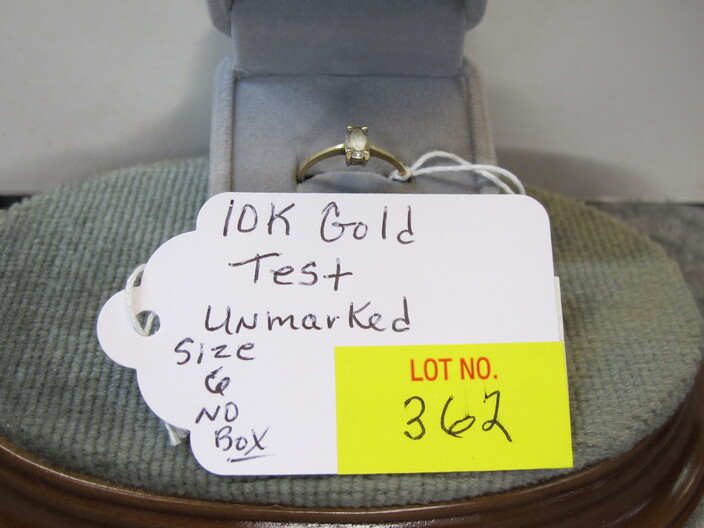 10K Gold
Test
Unmarked
Size
6
NO
Box
LOT NO.
362